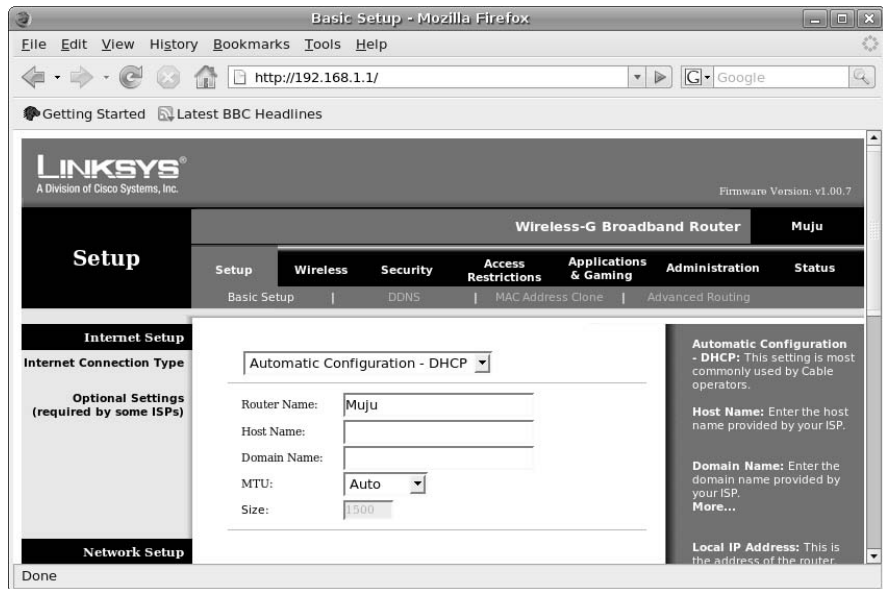 Basic Setup - Mozilla Firefox
File Edit View History Bookmarks Tools Help
http://192.168.1.1/
G Google
Getting Started Latest BBC Headlines
LINKSYS®
A Division of Cisco Systems, Inc.
Firmware Version: v1.00.7
Wireless-G Broadband Router Muju
Setup
Setup Wireless Security Access Restrictions Applications & Gaming Administration Status
Basic Setup | DDNS | MAC Address Clone | Advanced Routing
Internet Setup
Internet Connection Type
Automatic Configuration - DHCP
Optional Settings
(required by some ISPs)
Router Name: Muju
Host Name:
Domain Name:
MTU: Auto
Size: 1500
Network Setup
Automatic Configuration
- DHCP: This setting is most
commonly used by Cable
operators.
Host Name: Enter the host
name provided by your ISP.
Domain Name: Enter the
domain name provided by
your ISP.
More...
Local IP Address: This is
the address of the router.
Done